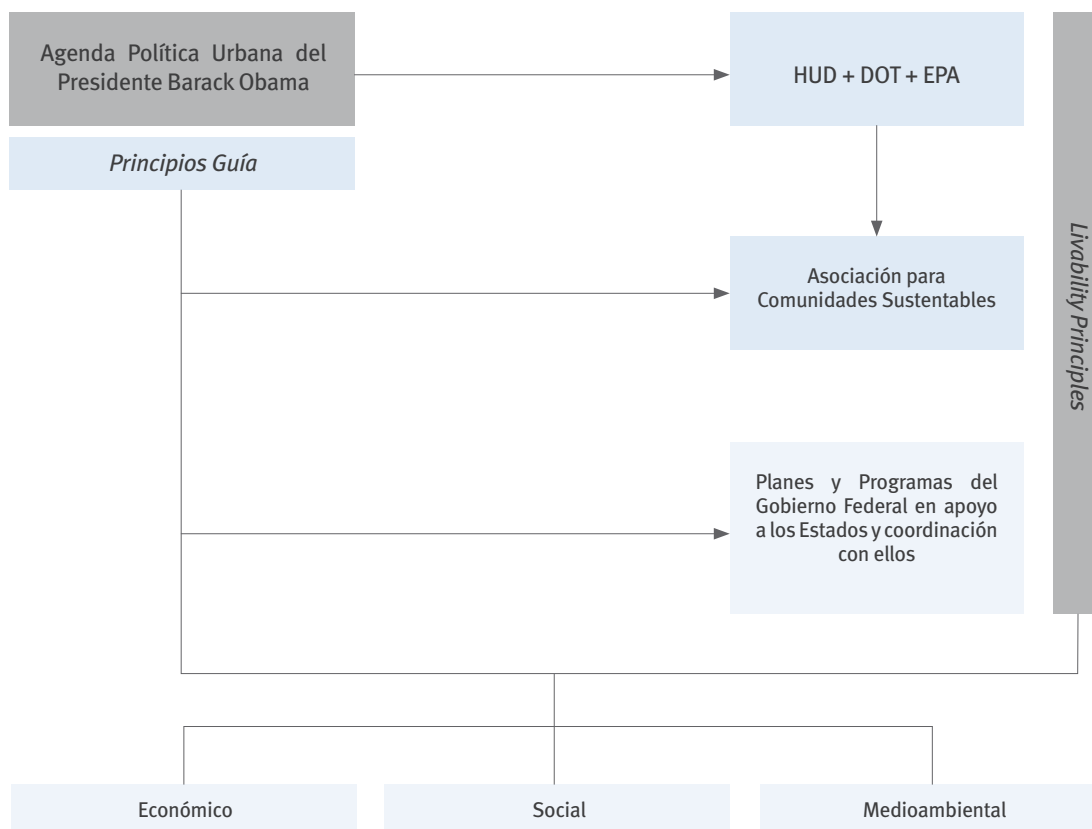 Agenda Política Urbana del
Presidente Barack Obama
HUD + DOT + EPA
Principios Guía
Asociación para
Comunidades Sustentables
Livability Principles
Planes y Programas del
Gobierno Federal en apoyo
a los Estados y coordinación
con ellos
Económico
Social
Medioambiental